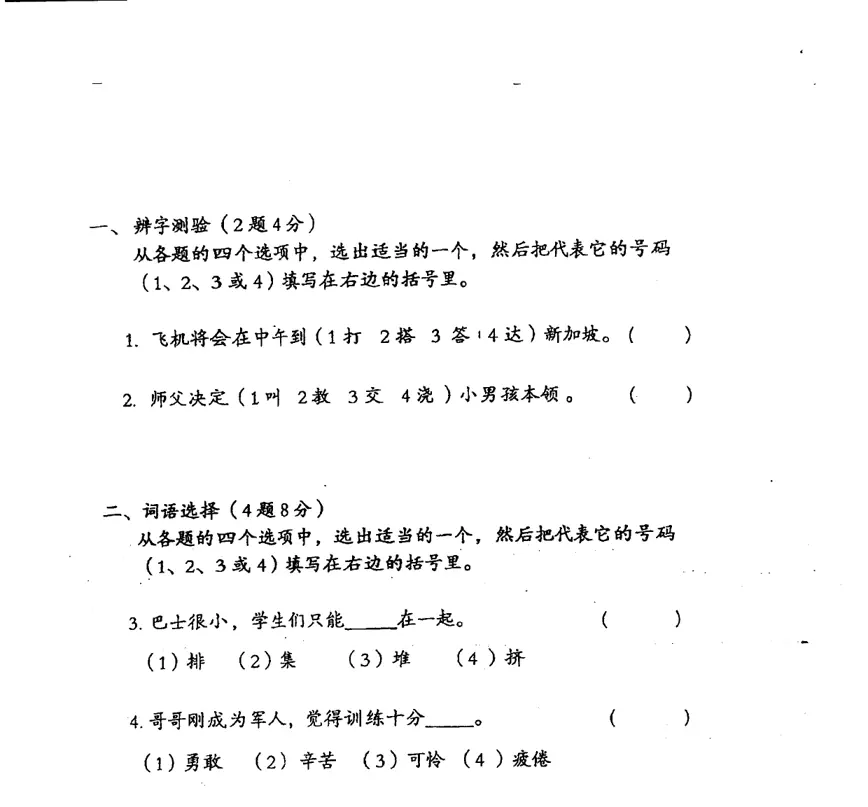 一、辨字测验（2题4分）
从各题的四个选项中，选出适当的一个，然后把代表它的号码
（1、2、3或4）填写在右边的括号里。
1. 飞机将会在中午到（1打 2搭 3答 4达）新加坡。（ ）
2. 师父决定（1叫 2教 3交 4浇）小男孩本领。（ ）
二、词语选择（4题8分）
从各题的四个选项中，选出适当的一个，然后把代表它的号码
（1、2、3或4）填写在右边的括号里。
3. 巴士很小，学生们只能____在一起。（ ）
（1）排 （2）集 （3）堆 （4）挤
4. 哥哥刚成为军人，觉得训练十分____。（ ）
（1）勇敢 （2）辛苦 （3）可怜 （4）疲倦